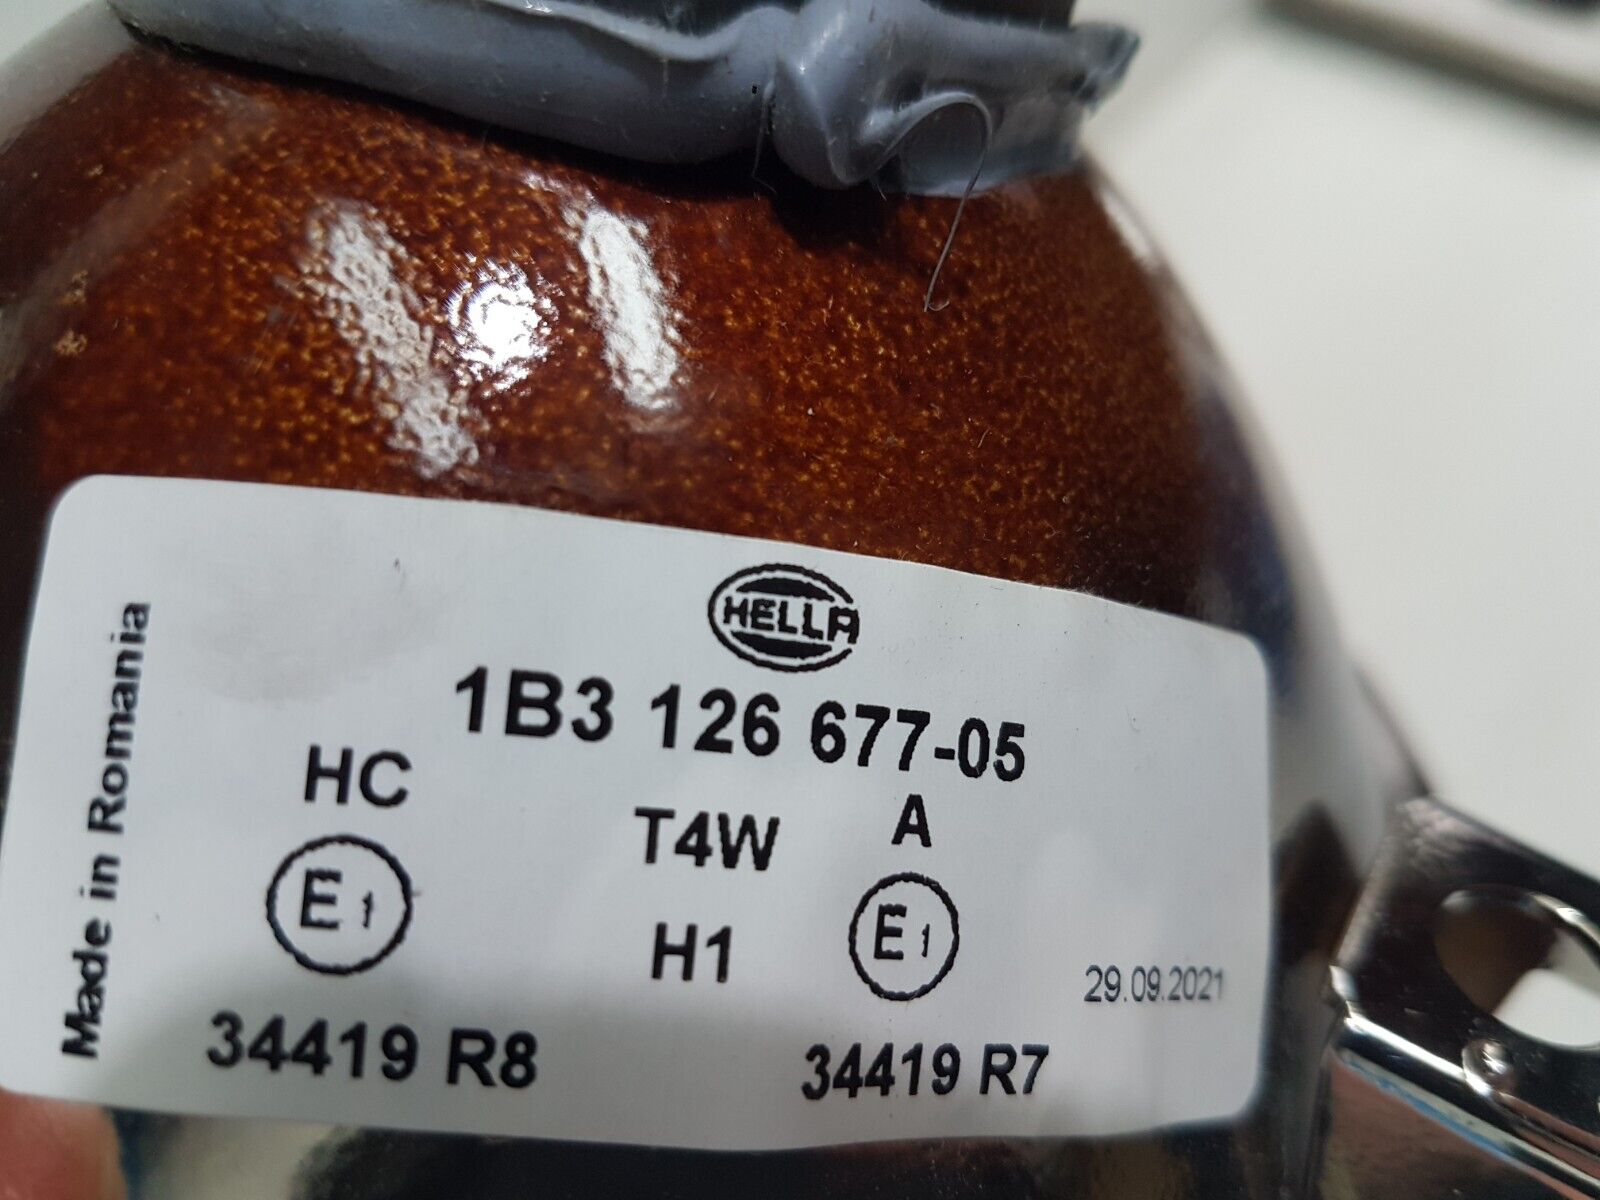 HELLA
1B3 126 677-05
HC
T4W
A
E1
H1
E1
29.09.2021
34419 R8
34419 R7
Made in Romania